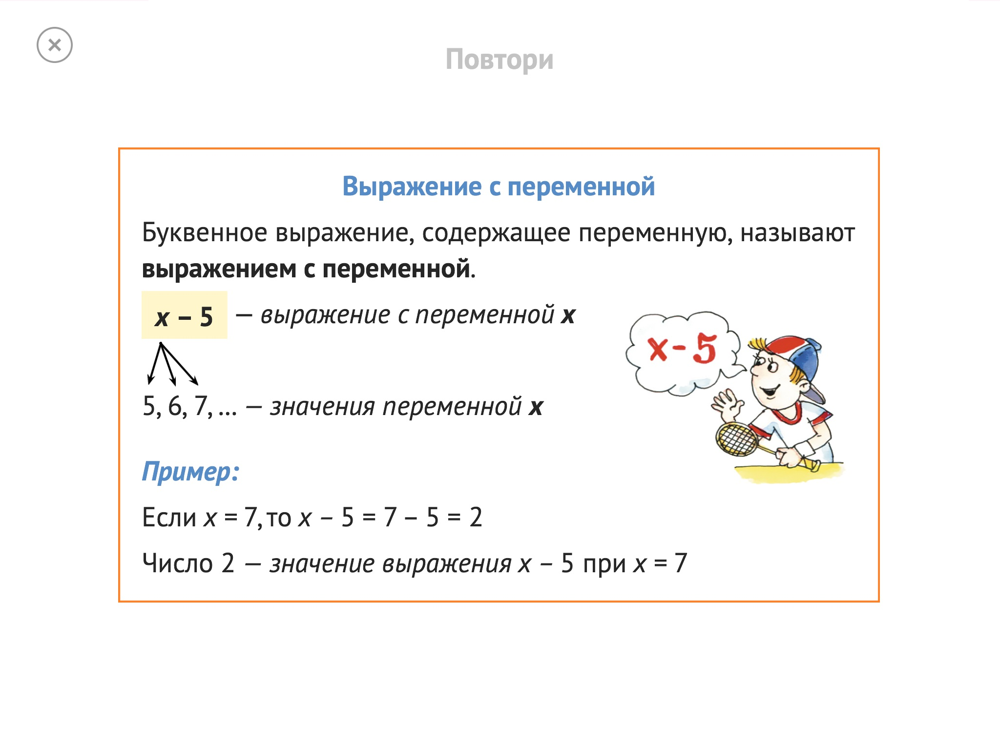 Повтори
Выражение с переменной
Буквенное выражение, содержащее переменную, называют
выражением с переменной.
x – 5 — выражение с переменной x
x - 5
5, 6, 7, ... — значения переменной x
Пример:
Если x = 7, то x – 5 = 7 – 5 = 2
Число 2 — значение выражения x – 5 при x = 7